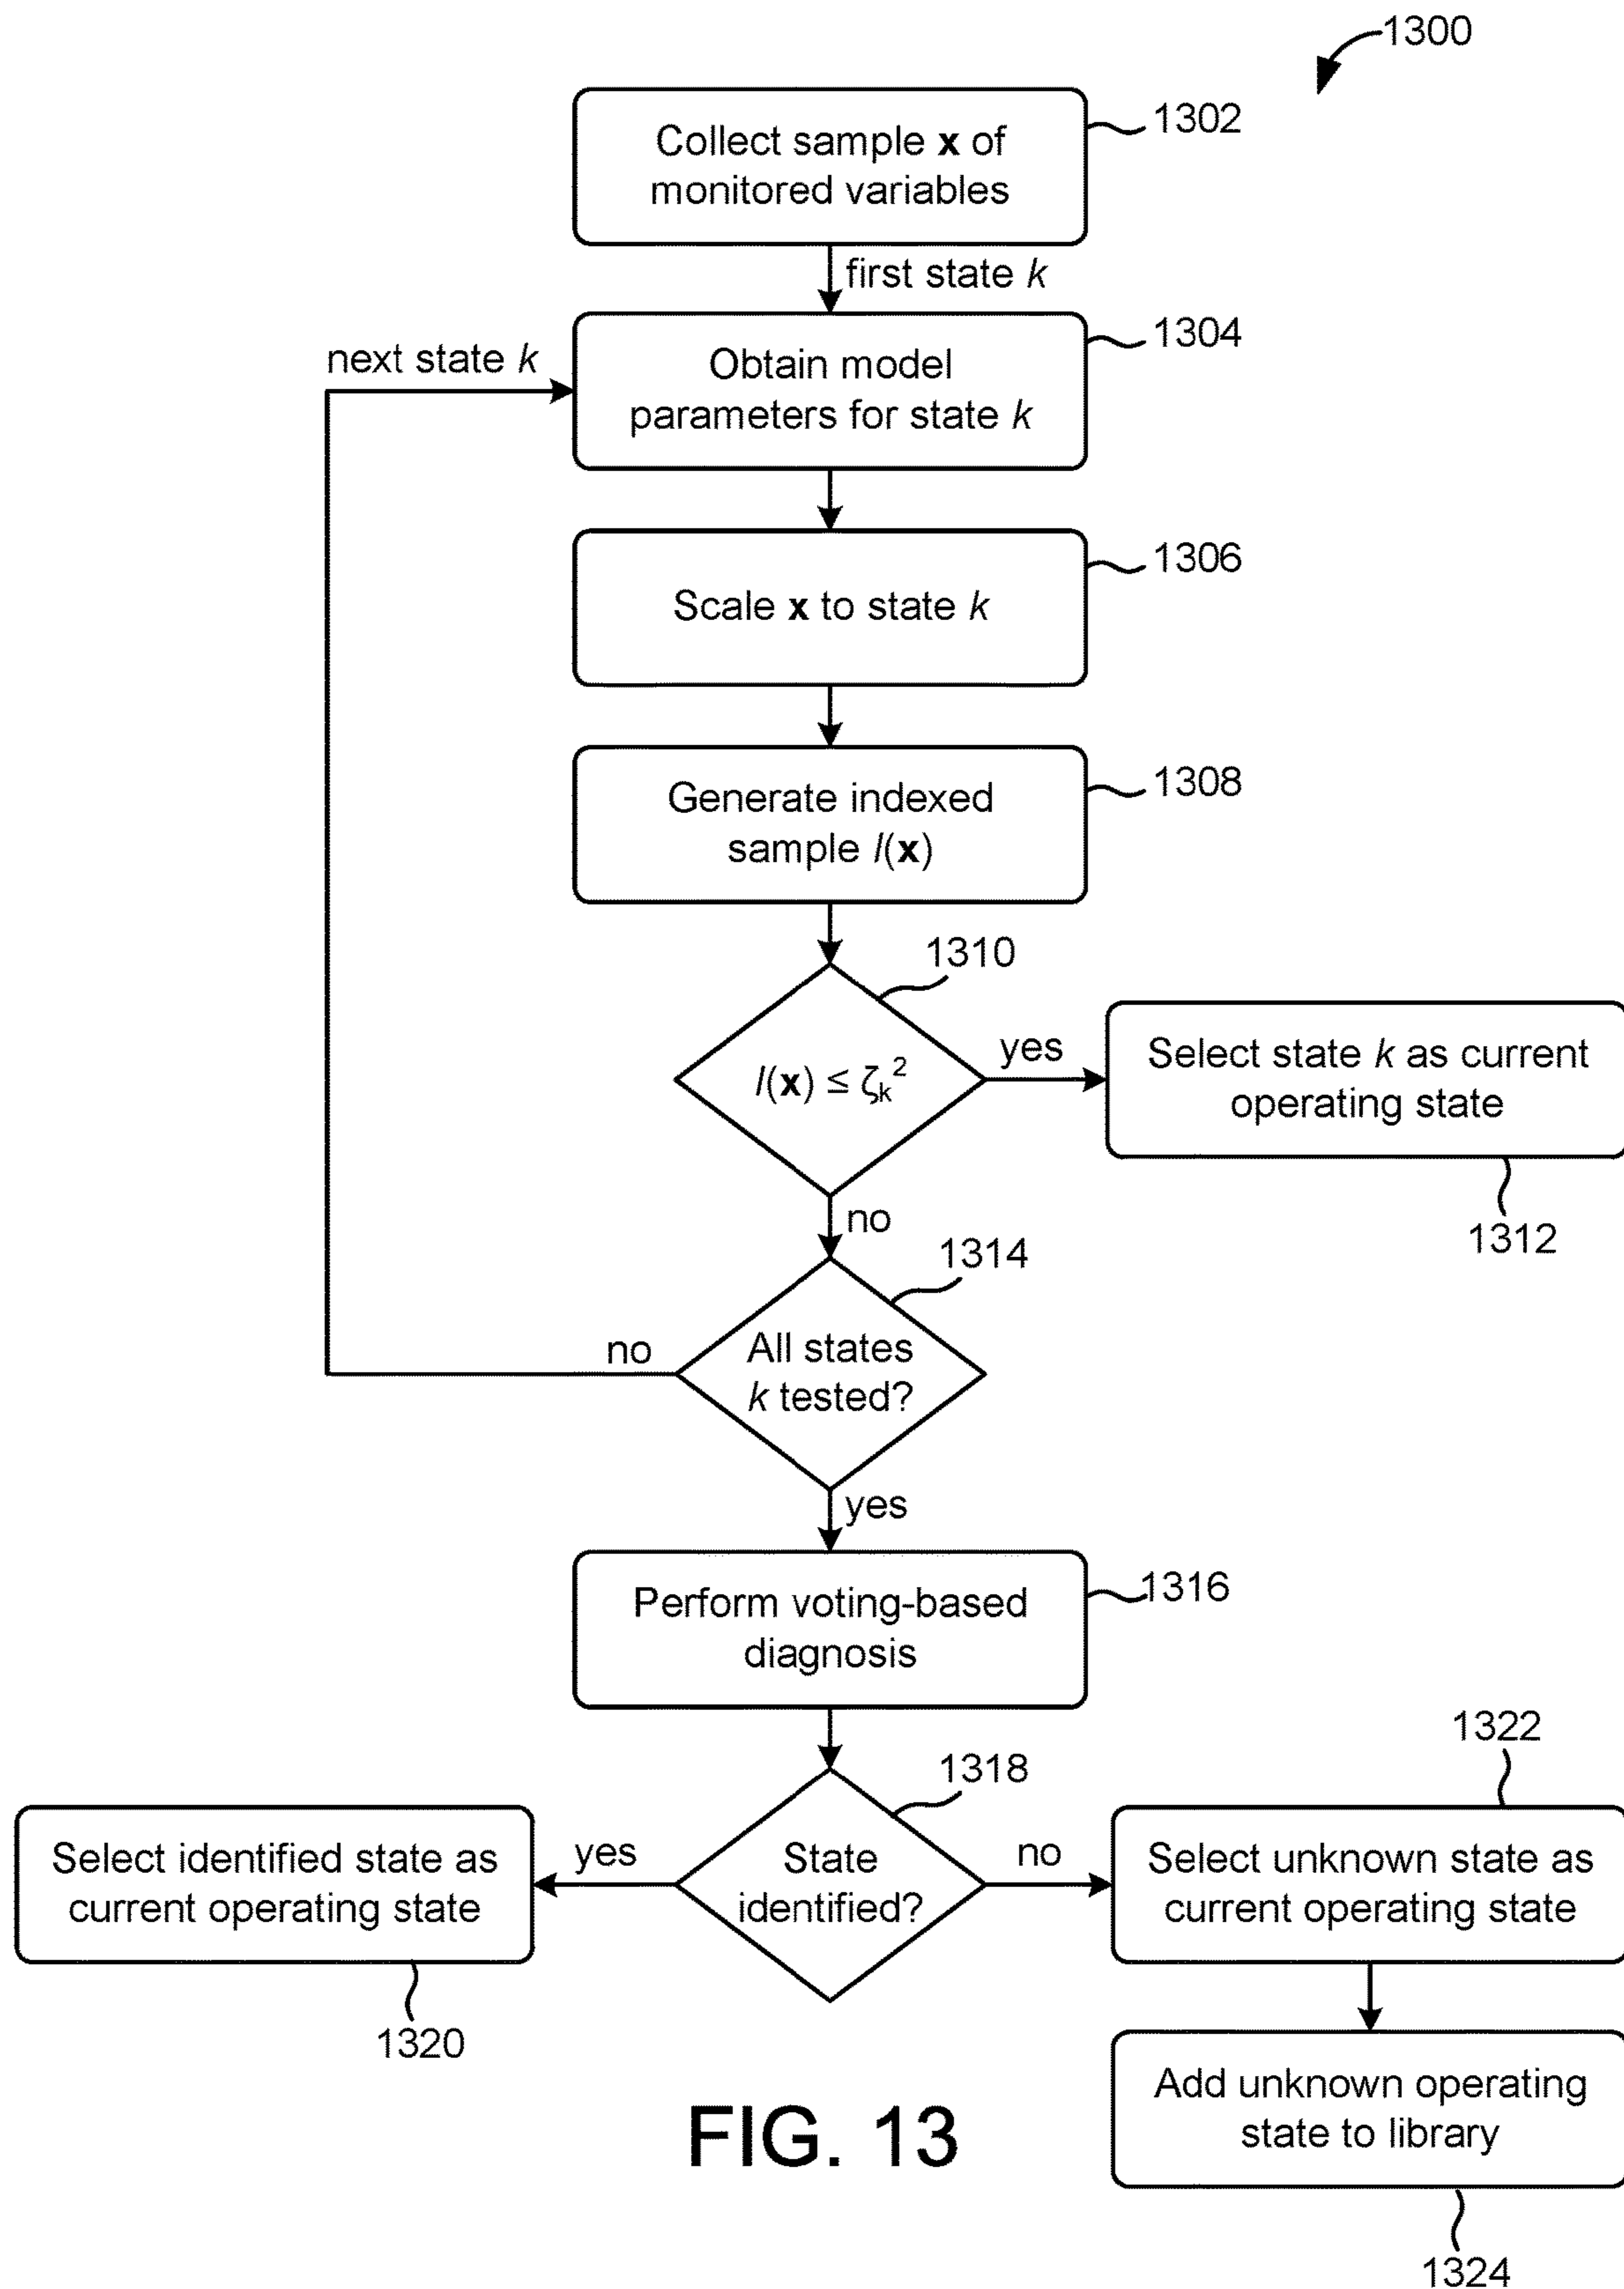 1300
Collect sample x of
monitored variables
1302
first state k
next state k
Obtain model
parameters for state k
1304
Scale x to state k
1306
Generate indexed
sample I(x)
1308
1310
I(x) ≤ ζk²
yes
Select state k as current
operating state
1312
no
1314
All states
k tested?
no
yes
Perform voting-based
diagnosis
1316
1318
State
identified?
yes
Select identified state as
current operating state
1320
no
1322
Select unknown state as
current operating state
Add unknown operating
state to library
1324
FIG. 13